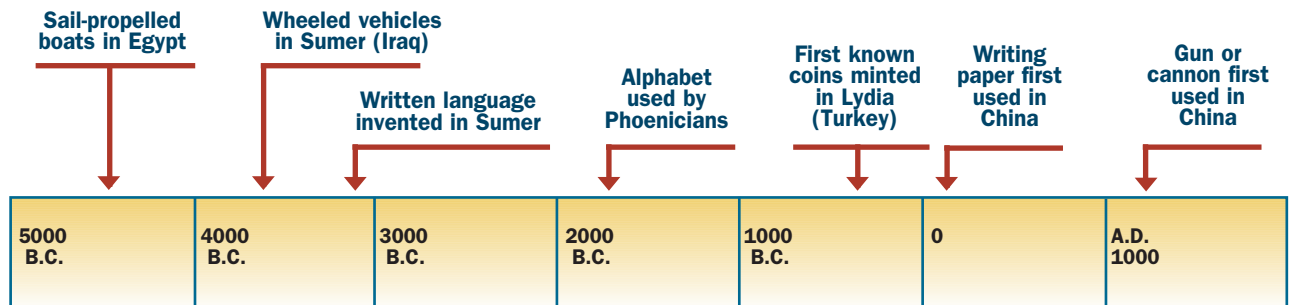 Sail-propelled
boats in Egypt
Wheeled vehicles
in Sumer (Iraq)
Written language
invented in Sumer
Alphabet
used by
Phoenicians
First known
coins minted
in Lydia
(Turkey)
Writing
paper first
used in
China
Gun or
cannon first
used in
China
5000
B.C.
4000
B.C.
3000
B.C.
2000
B.C.
1000
B.C.
0
A.D.
1000